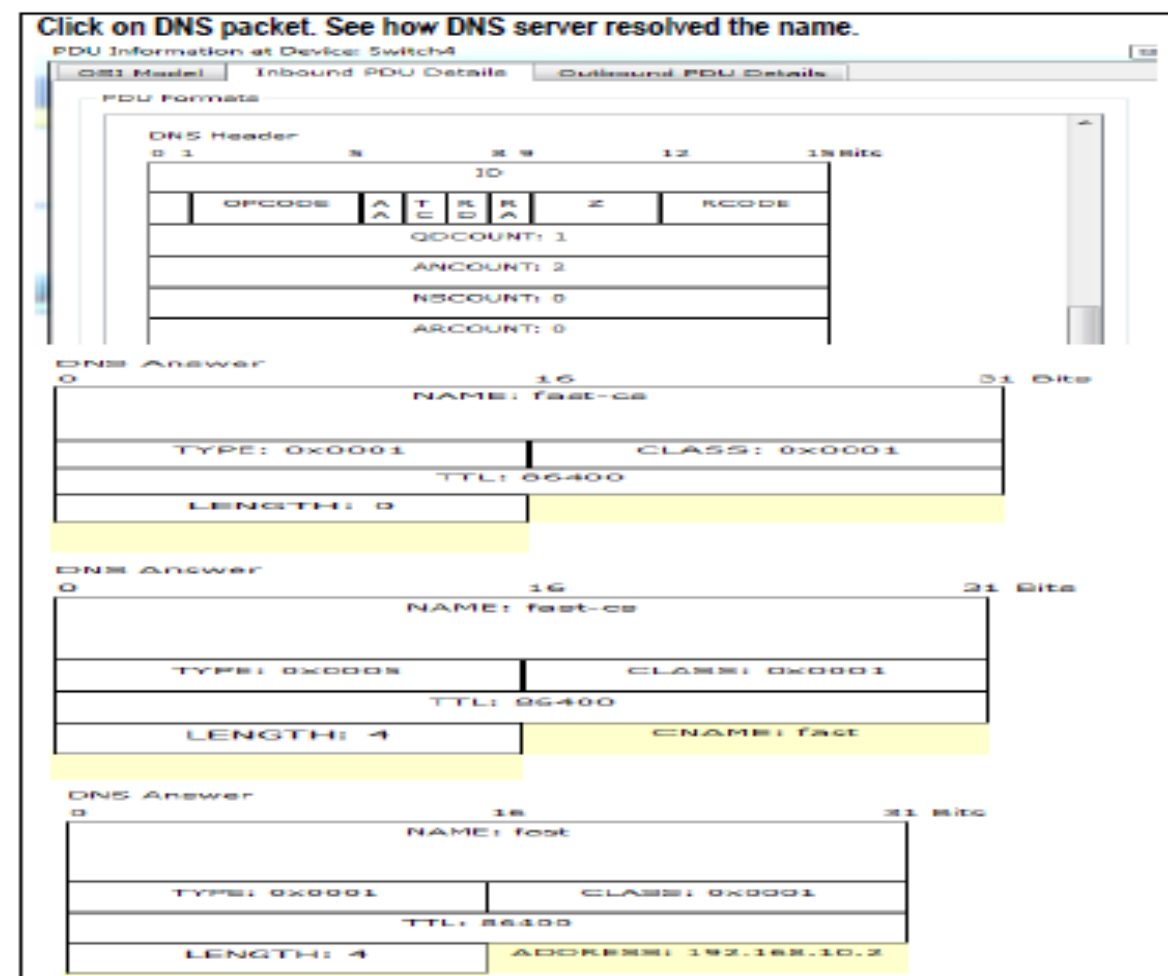 Click on DNS packet. See how DNS server resolved the name.
PDU Information at Device: Switch4
OSI Model Inbound PDU Details Outbound PDU Details
PDU Formats
DNS Header
0 1 5 8 9 12 15 Bits
ID
OPCODE AA TC RD RA Z RCODE
QDCOUNT: 1
ANCOUNT: 2
NSCOUNT: 0
ARCOUNT: 0
DNS Answer
0 16 31 Bits
NAME: fast-cs
TYPE: 0x0001 CLASS: 0x0001
TTL: 86400
LENGTH: 0
DNS Answer
0 16 31 Bits
NAME: fast-cs
TYPE: 0x0005 CLASS: 0x0001
TTL: 86400
LENGTH: 4 CNAME: fast
DNS Answer
0 16 31 Bits
NAME: fast
TYPE: 0x0001 CLASS: 0x0001
TTL: 86400
LENGTH: 4 ADDRESS: 192.168.10.2